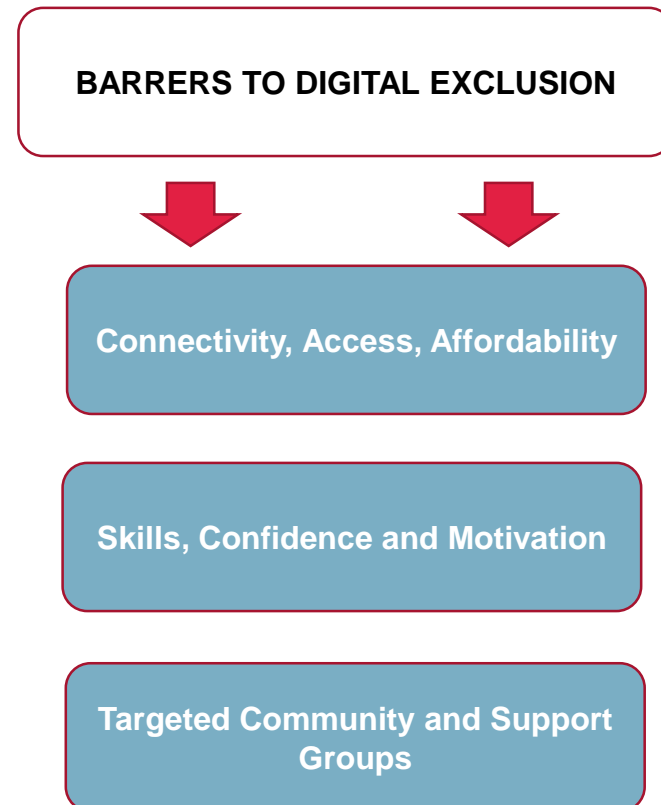 BARRERS TO DIGITAL EXCLUSION
Connectivity, Access, Affordability
Skills, Confidence and Motivation
Targeted Community and Support
Groups